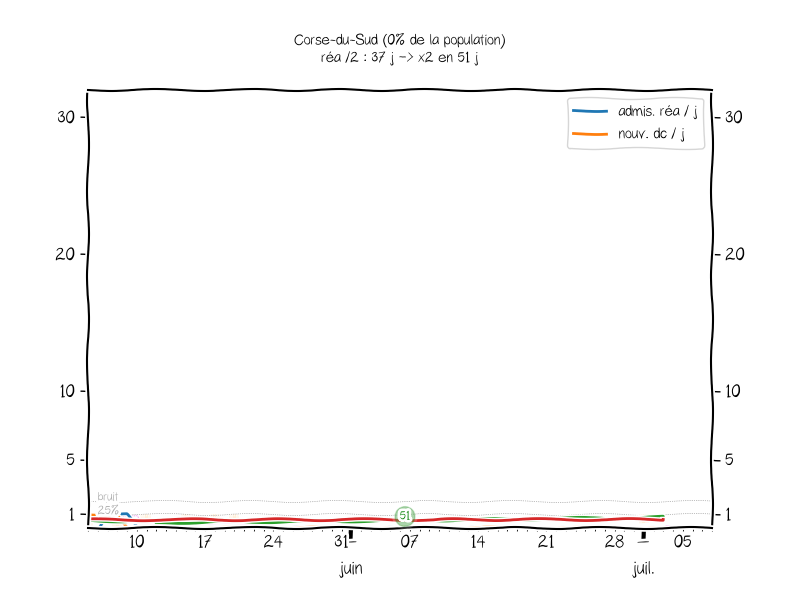 Corse-du-Sud (0% de la population)
réa /2 : 37 j -> x2 en 51 j
30
30
admis. réa / j
nouv. dc / j
20
20
10
10
5
5
bruit
25%
1
51
1
10 17 24 31 07 14 21 28 05
juin juil.